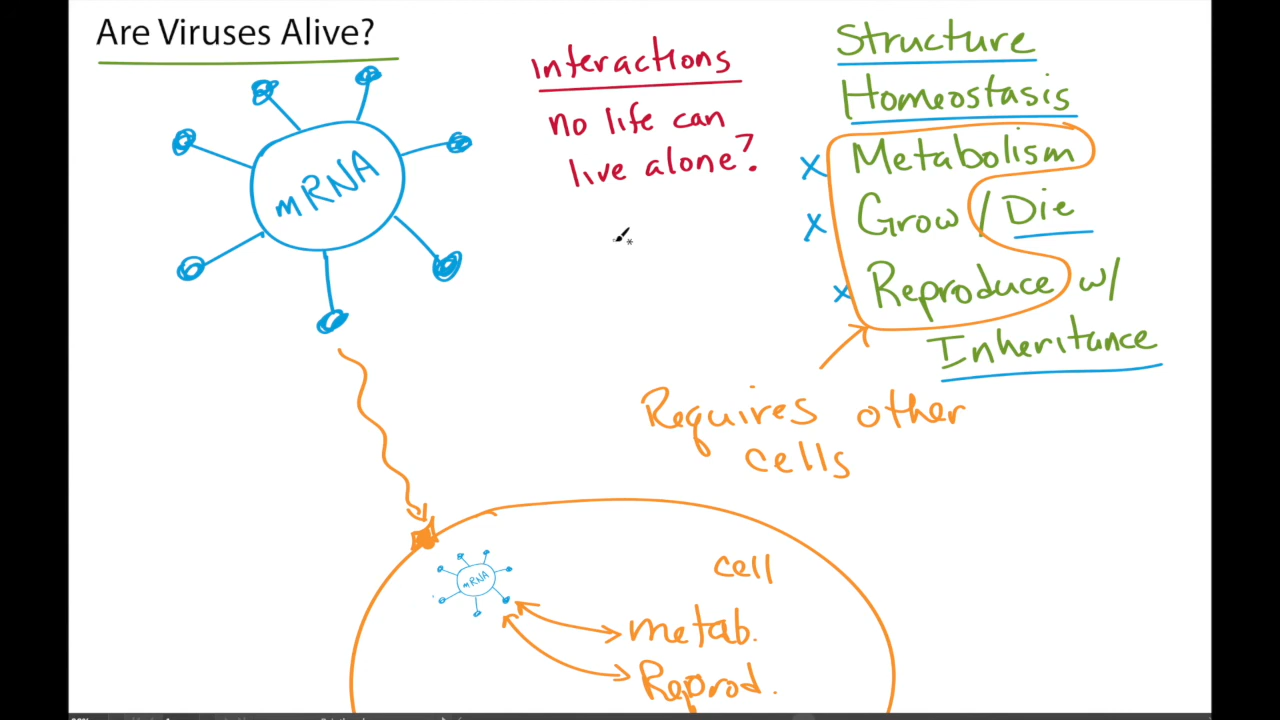 Are Viruses Alive?
mRNA
Interactions
no life can
live alone?
Structure
Homeostasis
x Metabolism
x Grow / Die
x Reproduce w/
Inheritance
Requires other
cells
cell
mRNA
metab.
Reprod.